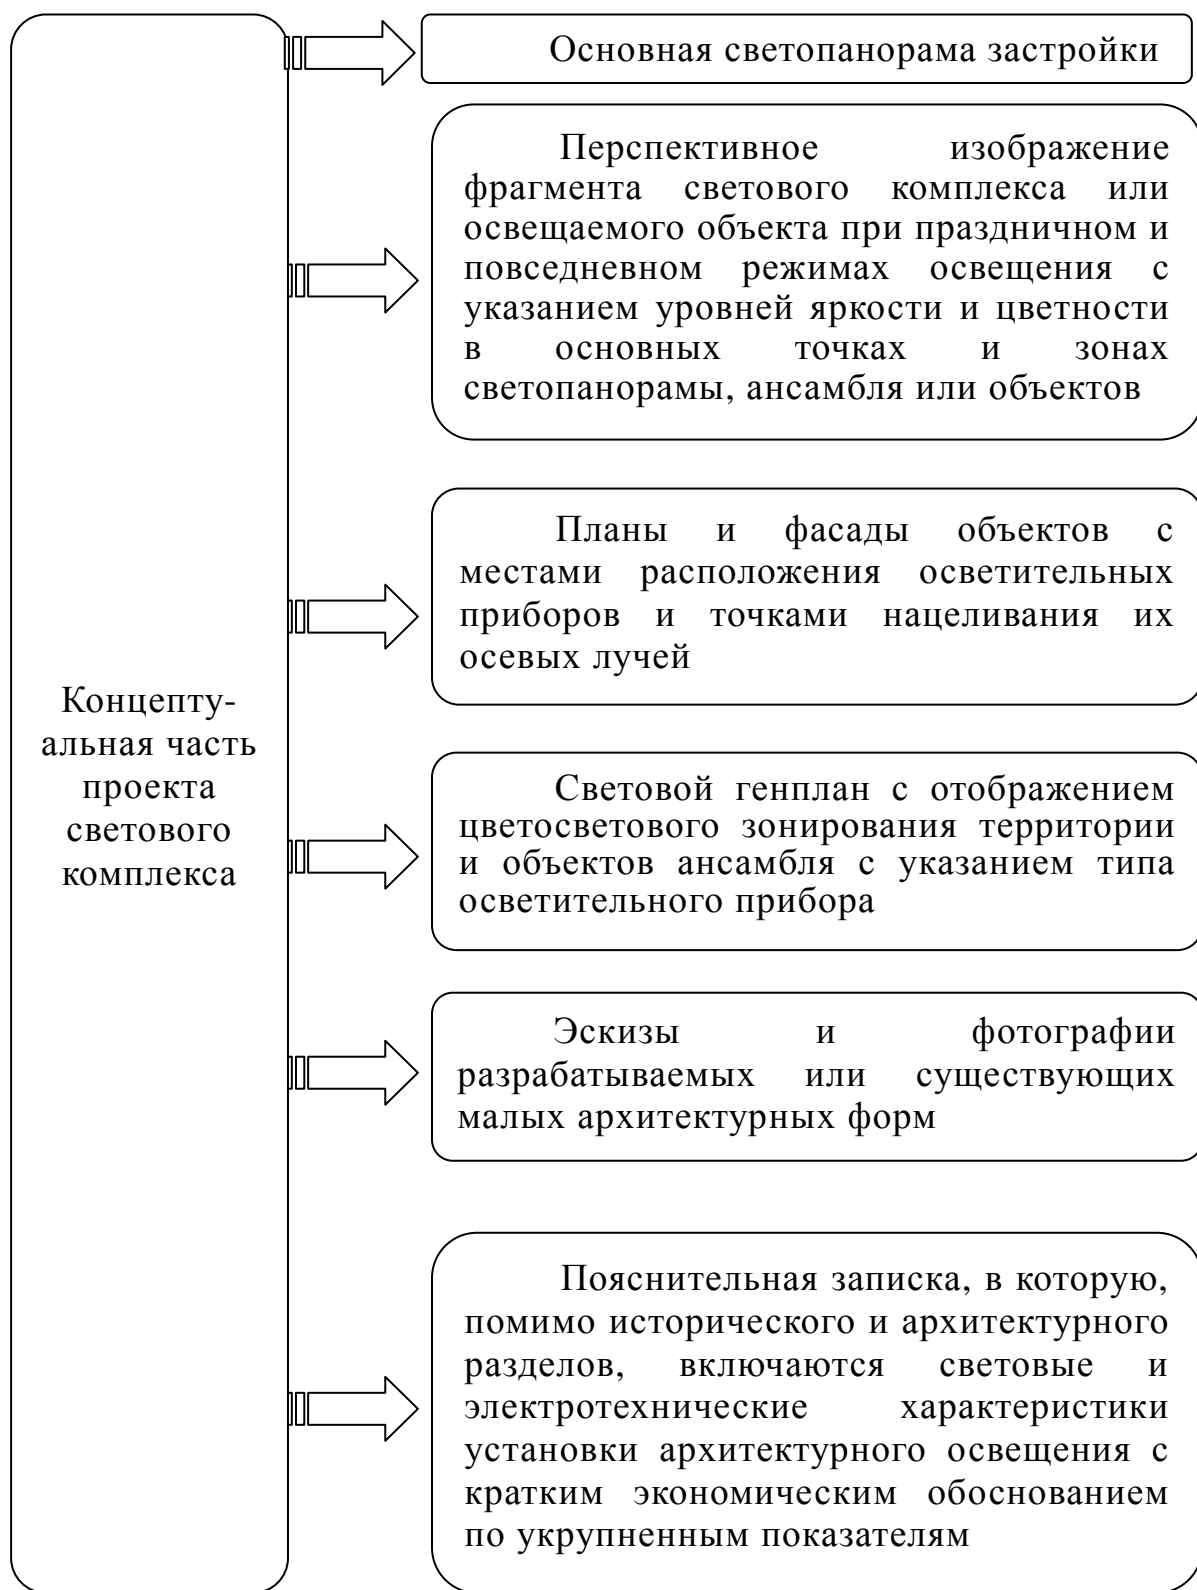 Концепту-
альная часть
проекта
светового
комплекса
Основная светопанорама застройки
Перспективное изображение
фрагмента светового комплекса или
освещаемого объекта при праздничном и
повседневном режимах освещения с
указанием уровней яркости и цветности
в основных точках и зонах
светопанорамы, ансамбля или объектов
Планы и фасады объектов с
местами расположения осветительных
приборов и точками нацеливания их
осевых лучей
Световой генплан с отображением
цветосветового зонирования территории
и объектов ансамбля с указанием типа
осветительного прибора
Эскизы и фотографии
разрабатываемых или существующих
малых архитектурных форм
Пояснительная записка, в которую,
помимо исторического и архитектурного
разделов, включаются световые и
электротехнические характеристики
установки архитектурного освещения с
кратким экономическим обоснованием
по укрупненным показателям